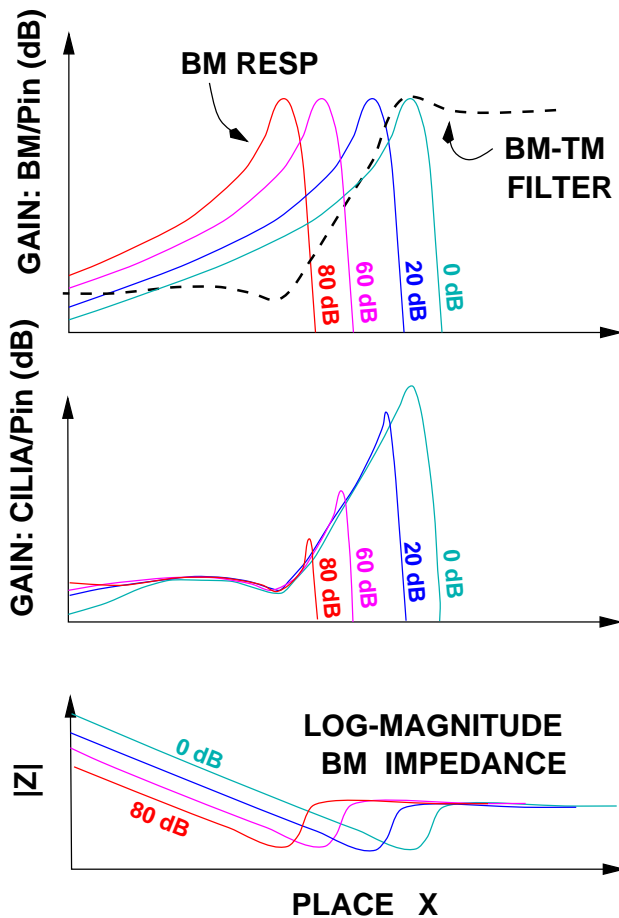 GAIN: BM/Pin (dB)
BM RESP
BM-TM
FILTER
80 dB
60 dB
20 dB
0 dB
GAIN: CILIA/Pin (dB)
80 dB
60 dB
20 dB
0 dB
|Z|
LOG-MAGNITUDE
BM IMPEDANCE
0 dB
80 dB
PLACE X